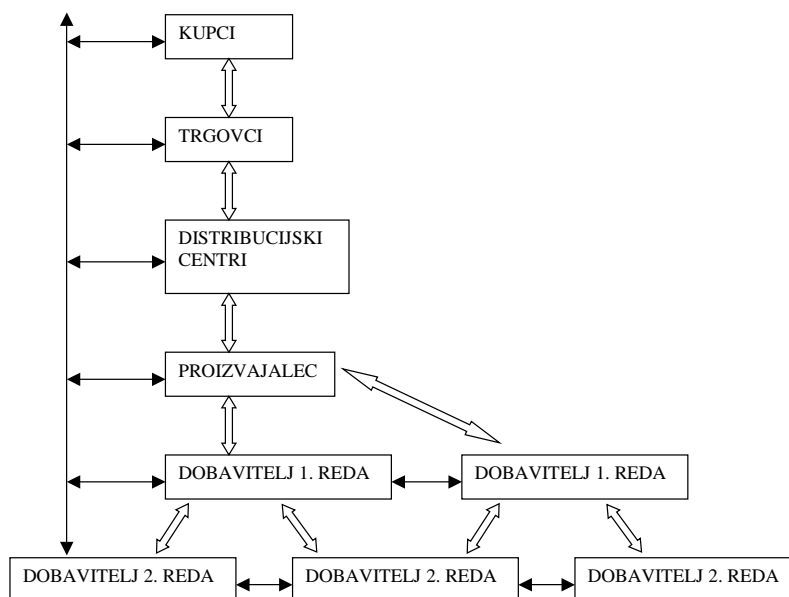 KUPCI
TRGOVCI
DISTRIBUCIJSKI
CENTRI
PROIZVAJALEC
DOBAVITELJ 1. REDA
DOBAVITELJ 1. REDA
DOBAVITELJ 2. REDA
DOBAVITELJ 2. REDA
DOBAVITELJ 2. REDA